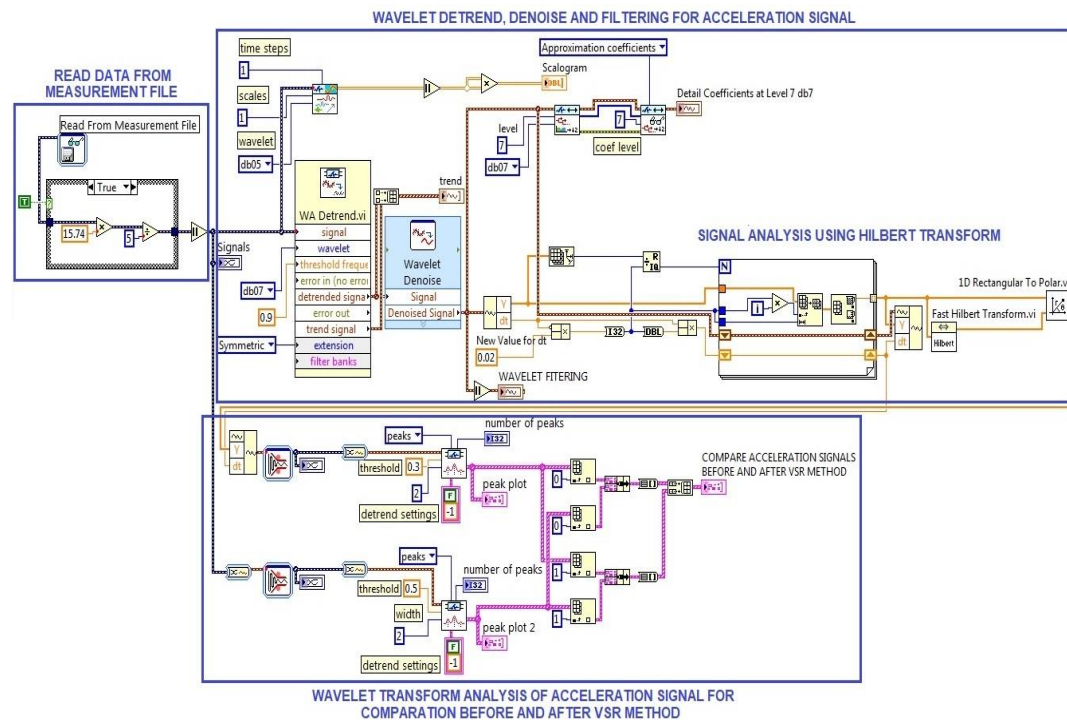 WAVELET DETREND, DENOISE AND FILTERING FOR ACCELERATION SIGNAL
READ DATA FROM
MEASUREMENT FILE
Read From Measurement File
True
T
?
15.74
x
5
÷
Signals
time steps
1
scales
1
wavelet
db05
x
DBL
Scalogram
Approximation coefficients
Detail Coefficients at Level 7 db7
level
7
db07
7
coef level
WA Detrend.vi
signal
wavelet
threshold freque
error in (no erro
detrended signa
error out
trend signal
extension
filter banks
db07
0.9
Symmetric
trend
Wavelet
Denoise
Signal
Denoised Signal
SIGNAL ANALYSIS USING HILBERT TRANSFORM
Y
dt
R
IQ
N
i
x
New Value for dt
0.02
x
I32
DBL
x
Y
dt
1D Rectangular To Polar.v
Fast Hilbert Transform.vi
Hilbert
WAVELET FITERING
Y
dt
peaks
number of peaks
I32
threshold
0.3
2
peak plot
detrend settings
F
-1
0
0
1
1
COMPARE ACCELERATION SIGNALS
BEFORE AND AFTER VSR METHOD
peaks
number of peaks
I32
threshold
0.5
width
2
peak plot 2
detrend settings
F
-1
WAVELET TRANSFORM ANALYSIS OF ACCELERATION SIGNAL FOR
COMPARATION BEFORE AND AFTER VSR METHOD